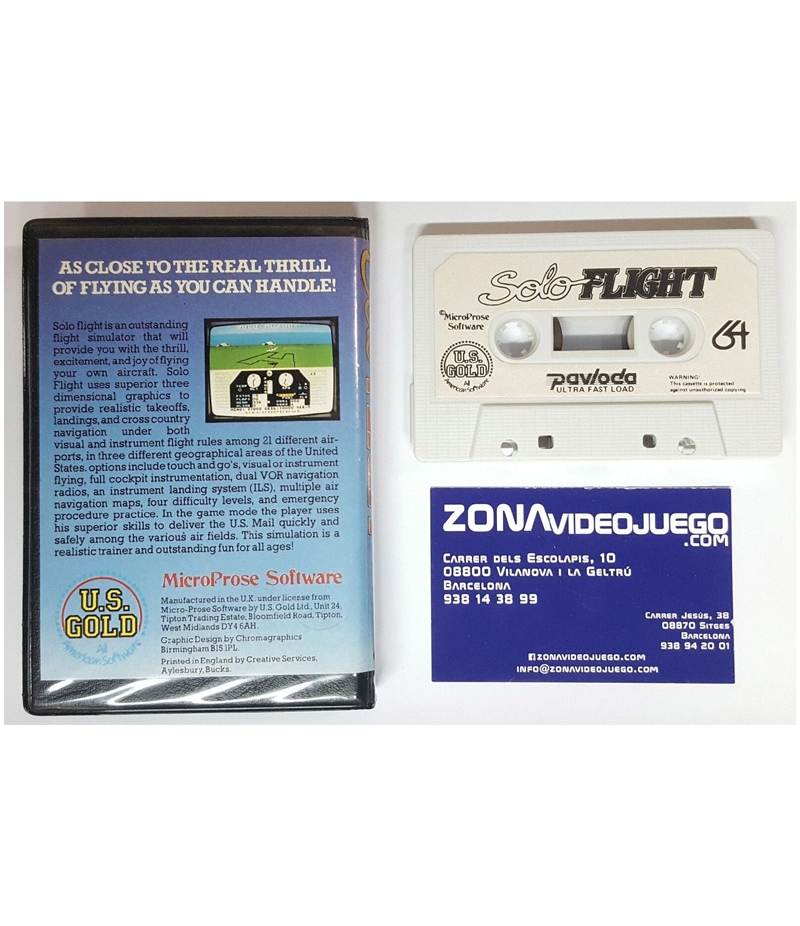 AS CLOSE TO THE REAL THRILL
OF FLYING AS YOU CAN HANDLE!
Solo flight is an outstanding
flight simulator that will
provide you with the thrill,
excitement, and joy of flying
your own aircraft. Solo
Flight uses superior three
dimensional graphics to
provide realistic takeoffs,
landings, and cross country
navigation under both
visual and instrument flight rules among 21 different air-
ports, in three different geographical areas of the United
States. options include touch and go's, visual or instrument
flying, full cockpit instrumentation, dual VOR navigation
radios, an instrument landing system (ILS), multiple air
navigation maps, four difficulty levels, and emergency
procedure practice. In the game mode the player uses
his superior skills to deliver the U.S. Mail quickly and
safely among the various air fields. This simulation is a
realistic trainer and outstanding fun for all ages!
U.S.
GOLD
All
American Software
MicroProse Software
Manufactured in the U.K. under license from
Micro-Prose Software by U.S. Gold Ltd., Unit 24,
Tipton Trading Estate, Bloomfield Road, Tipton,
West Midlands DY4 6AH.
Graphic Design by Chromagraphics
Birmingham B15 1PL.
Printed in England by Creative Services,
Aylesbury, Bucks.
Solo FLIGHT
©MicroProse
Software
64
U.S.
GOLD
All
American Software
pavloda
ULTRA FAST LOAD
WARNING:
This cassette is protected
against unauthorized copying
ZONAVIDEOJUEGO
.COM
CARRER DELS ESCOLAPIS, 10
08800 VILANOVA I LA GELTRÚ
BARCELONA
938 14 38 99
CARRER JESÚS, 38
08870 SITGES
BARCELONA
938 94 20 01
ZONAVIDEOJUEGO.COM
INFO@ZONAVIDEOJUEGO.COM